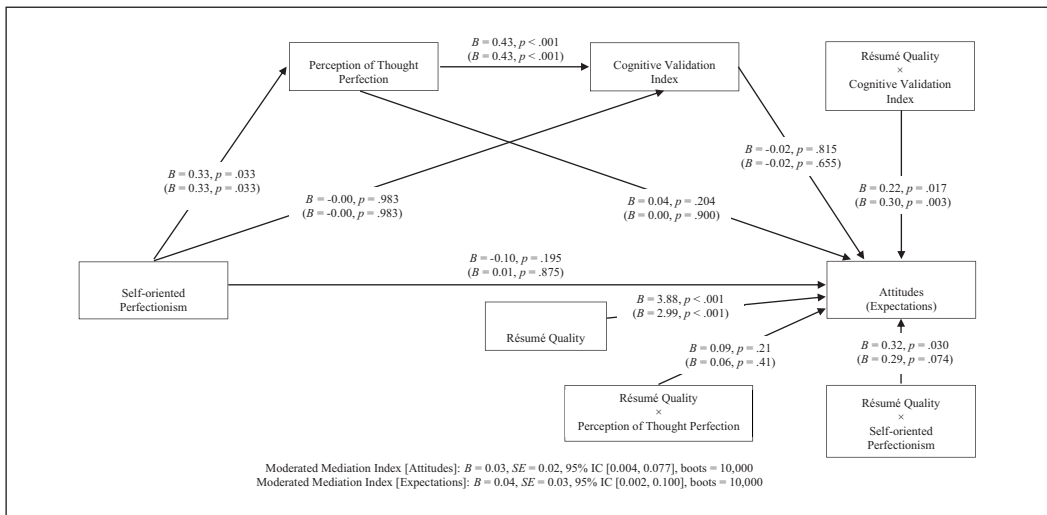 B = 0.43, p < .001
(B = 0.43, p < .001)
Perception of Thought
Perfection
Cognitive Validation
Index
Résumé Quality
×
Cognitive Validation
Index
B = 0.33, p = .033
(B = 0.33, p = .033)
B = -0.00, p = .983
(B = -0.00, p = .983)
B = 0.04, p = .204
(B = 0.00, p = .900)
B = -0.02, p = .815
(B = -0.02, p = .655)
B = 0.22, p = .017
(B = 0.30, p = .003)
B = -0.10, p = .195
(B = 0.01, p = .875)
Self-oriented
Perfectionism
Attitudes
(Expectations)
B = 3.88, p < .001
(B = 2.99, p < .001)
Résumé Quality
B = 0.09, p = .21
(B = 0.06, p = .41)
B = 0.32, p = .030
(B = 0.29, p = .074)
Résumé Quality
×
Perception of Thought Perfection
Résumé Quality
×
Self-oriented
Perfectionism
Moderated Mediation Index [Attitudes]: B = 0.03, SE = 0.02, 95% IC [0.004, 0.077], boots = 10,000
Moderated Mediation Index [Expectations]: B = 0.04, SE = 0.03, 95% IC [0.002, 0.100], boots = 10,000